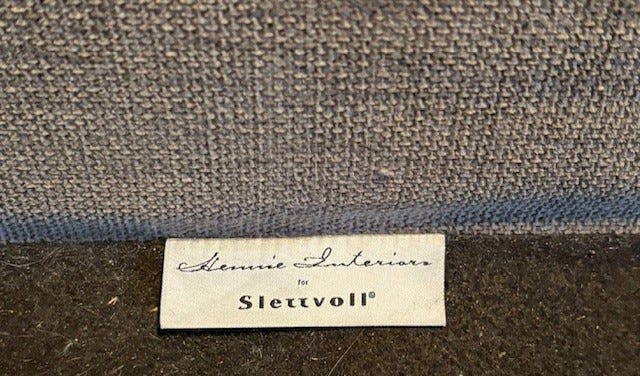 Hennie Interiors
for
Slettvoll®